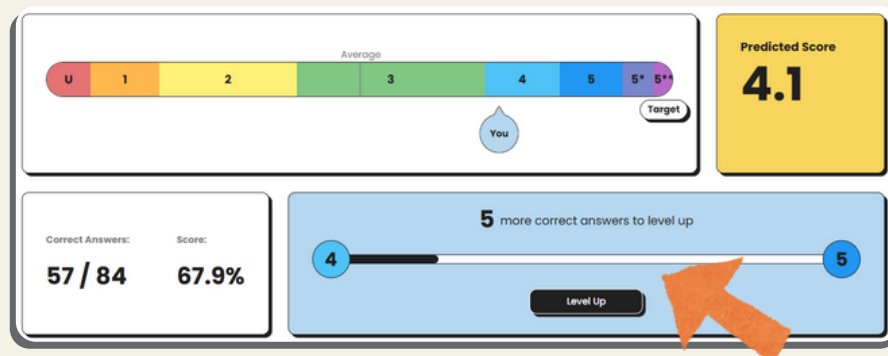 Average
U 1 2 3 4 5 5* 5**
Target
You
Predicted Score
4.1
Correct Answers: Score:
57 / 84 67.9%
5 more correct answers to level up
4 5
Level Up